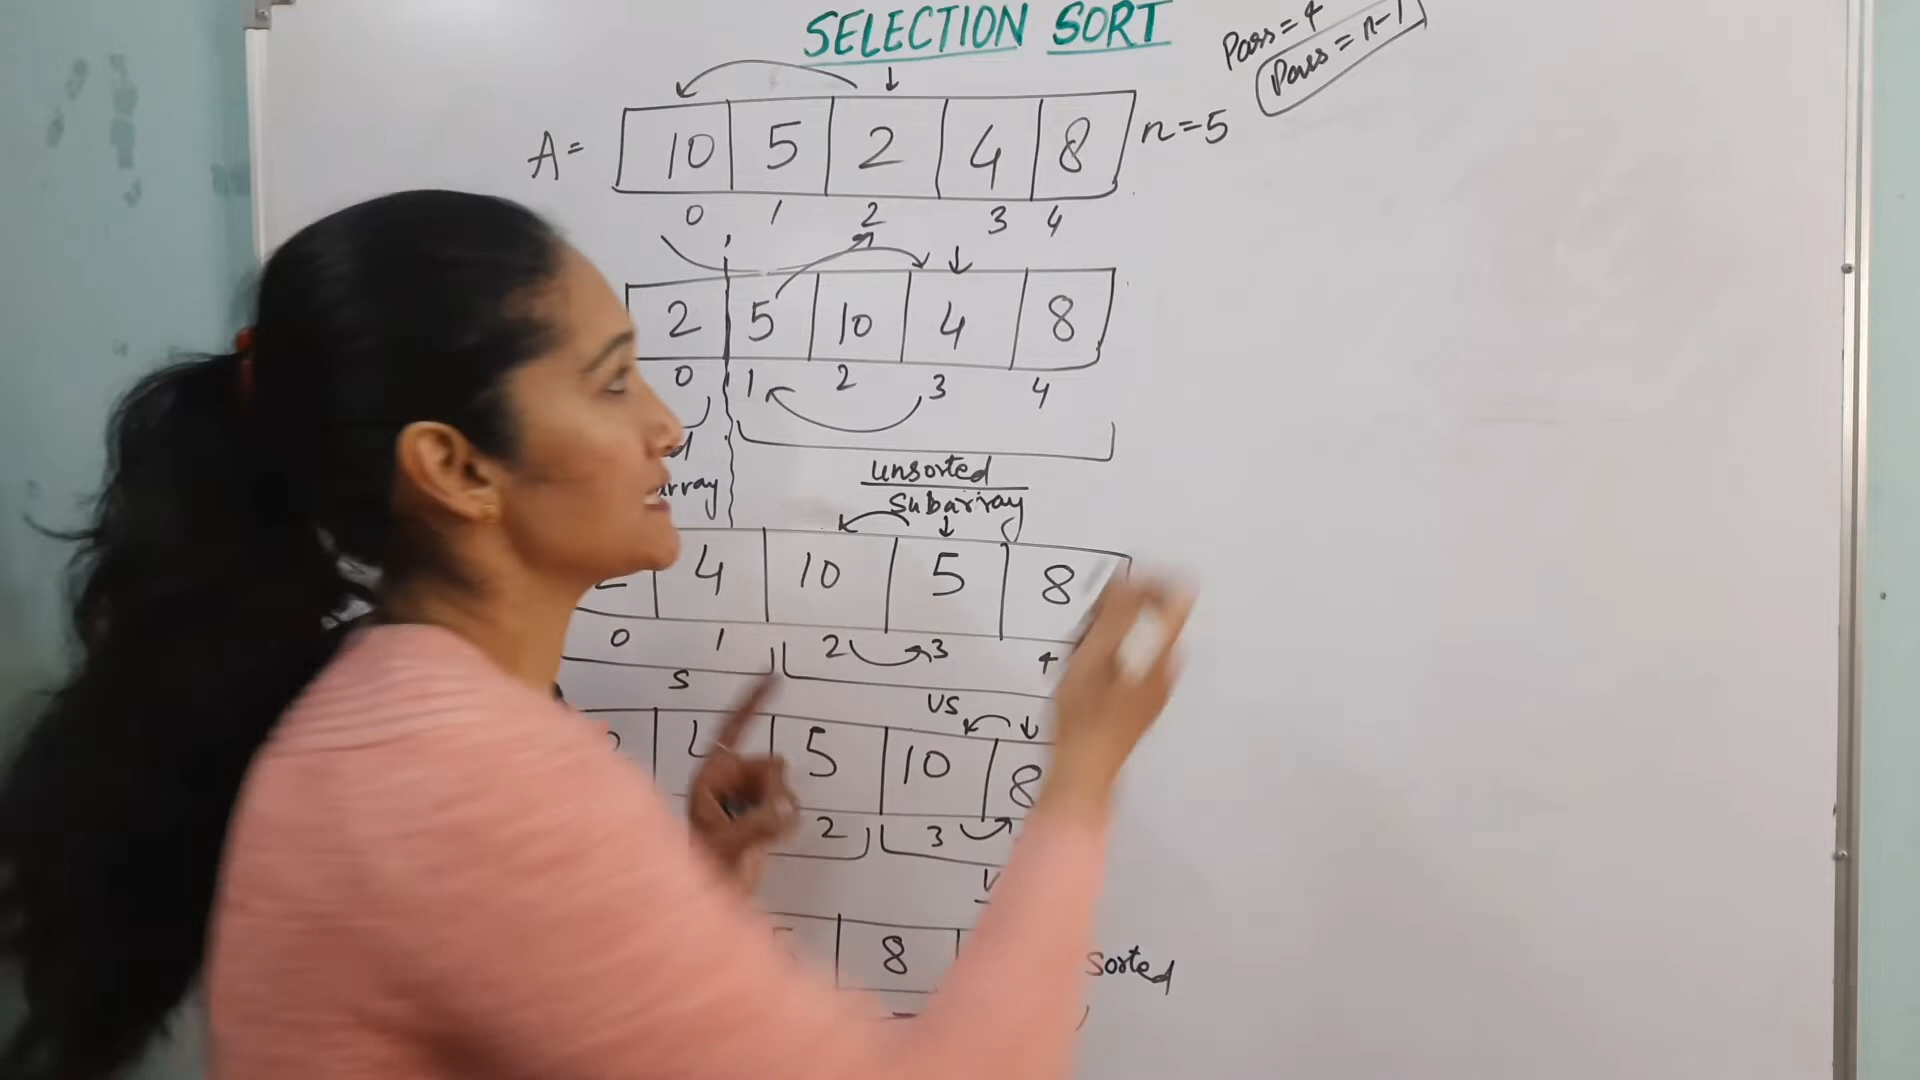 SELECTION SORT
Pass = 4
Pass = n-1
A = 10 5 2 4 8 n=5
0 1 2 3 4
2 5 10 4 8
0 1 2 3 4
unsorted
subarray
4 10 5 8
0 1 2 3 4
S
US
5 10 8
2 3
8
sorted